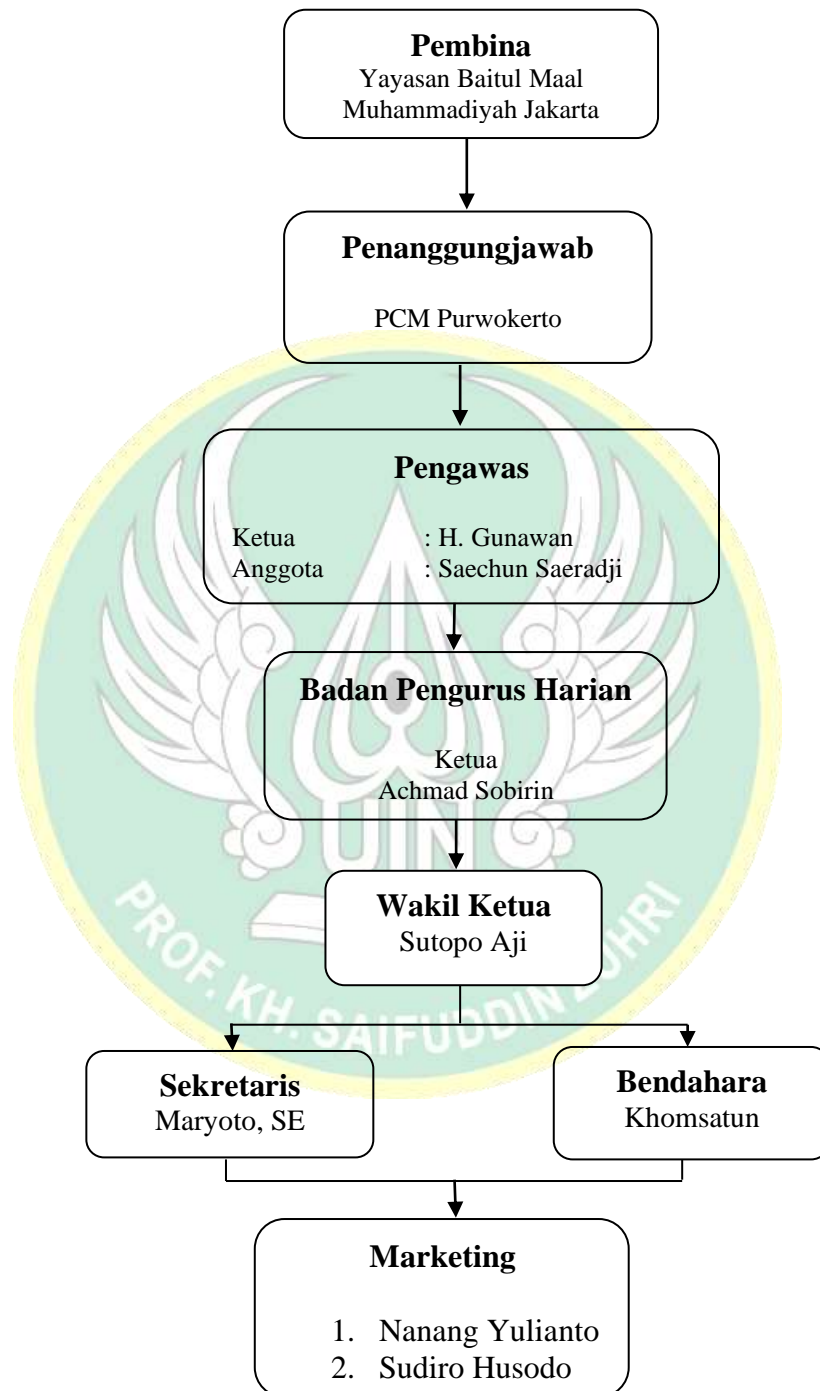 Pembina
Yayasan Baitul Maal
Muhammadiyah Jakarta
Penanggungjawab
PCM Purwokerto
Pengawas
Ketua : H. Gunawan
Anggota : Saechun Saeradji
Badan Pengurus Harian
Ketua
Achmad Sobirin
UIN
Wakil Ketua
Sutopo Aji
PROF. KH. SAIFUDDIN ZUHRI
Sekretaris
Maryoto, SE
Bendahara
Khomsatun
Marketing
1. Nanang Yulianto
2. Sudiro Husodo